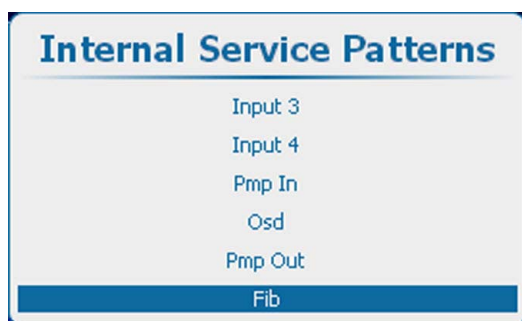 Internal Service Patterns
Input 3
Input 4
Pmp In
Osd
Pmp Out
Fib